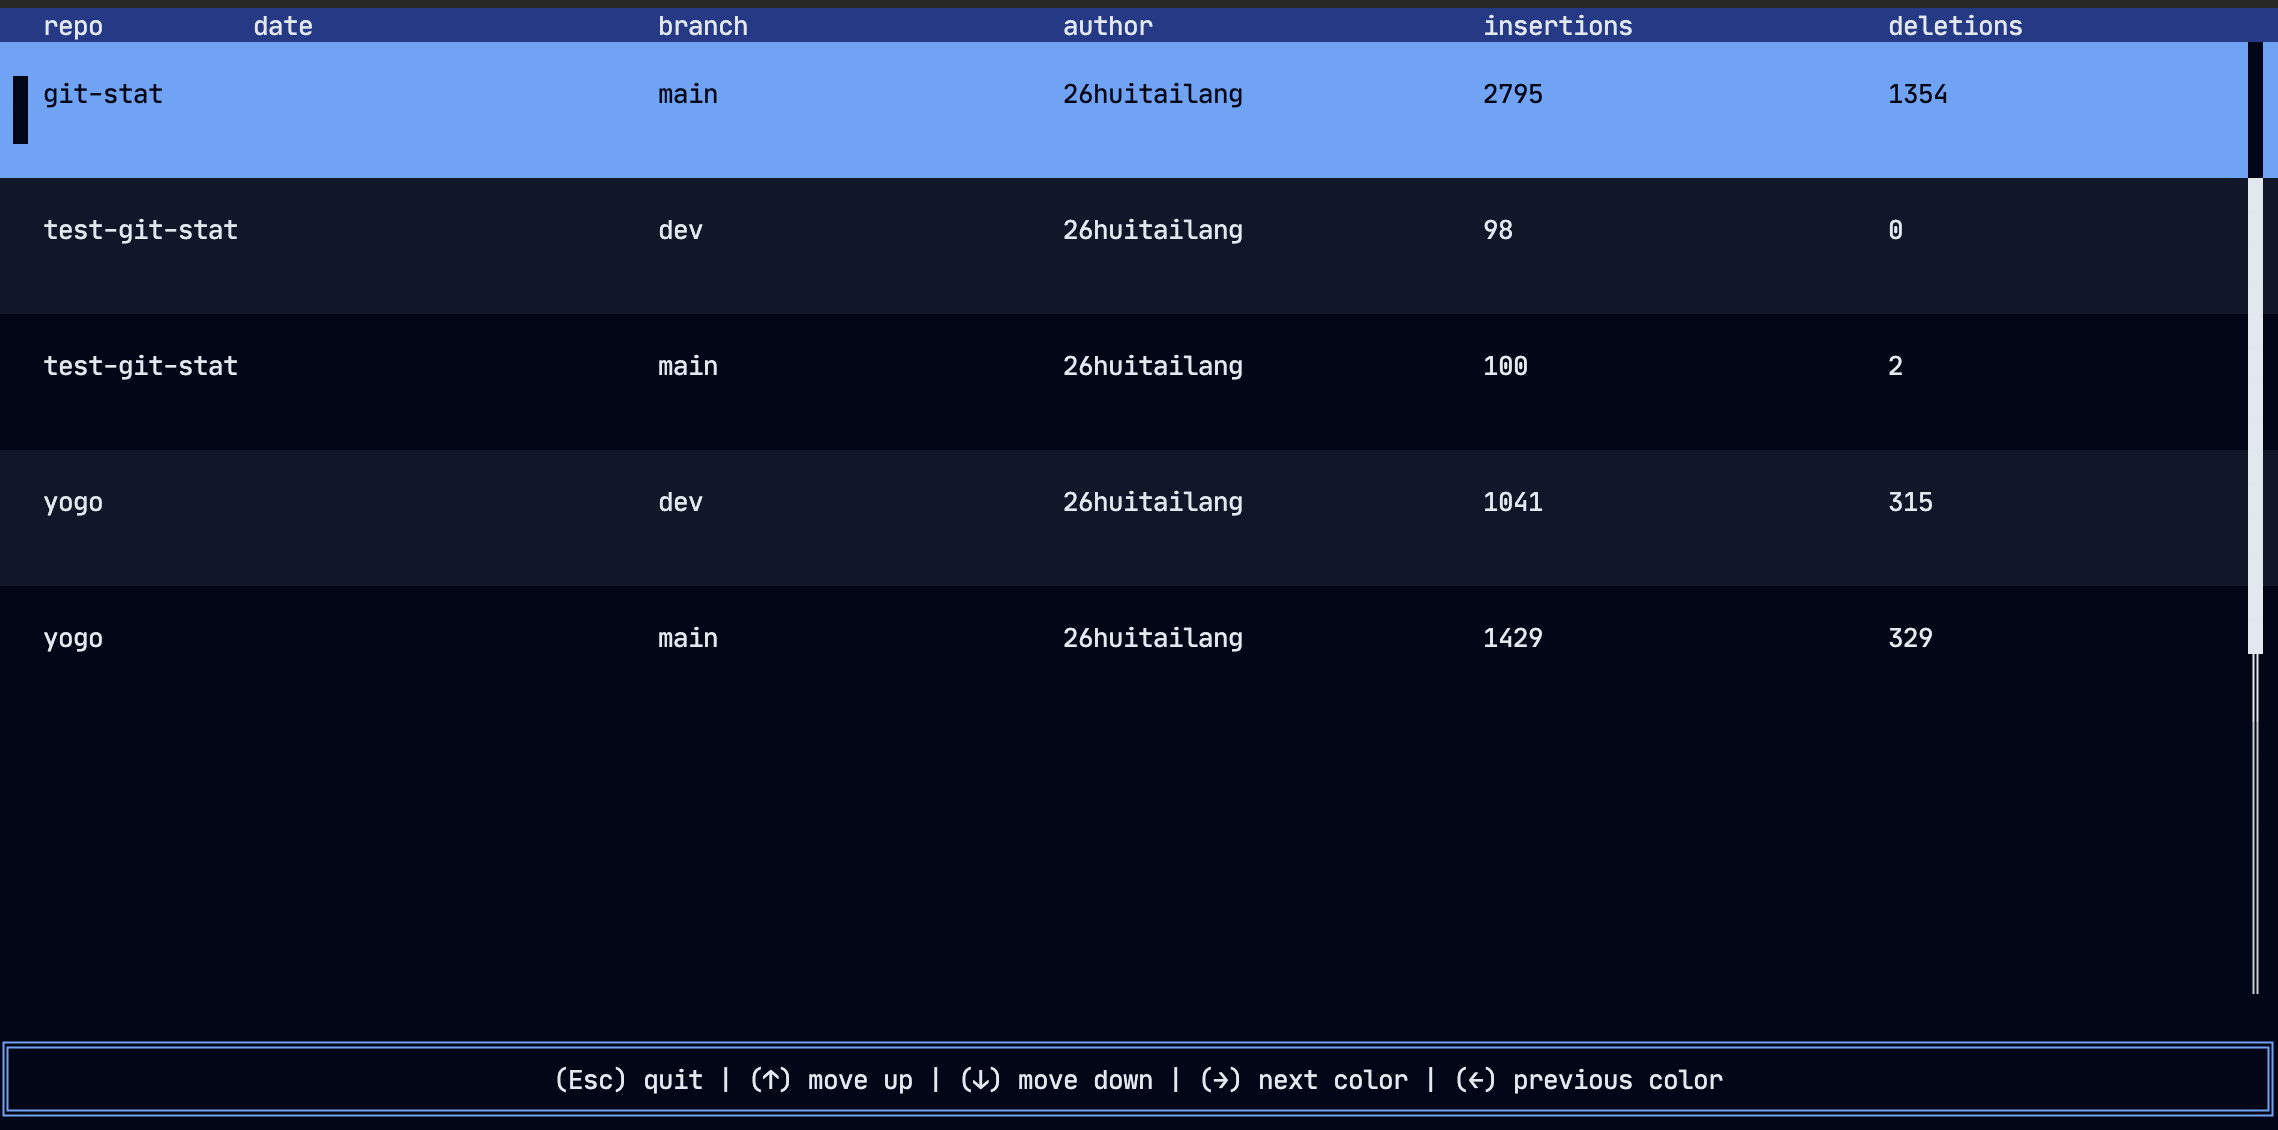 repo date branch author insertions deletions
git-stat main 26huitailang 2795 1354
test-git-stat dev 26huitailang 98 0
test-git-stat main 26huitailang 100 2
yogo dev 26huitailang 1041 315
yogo main 26huitailang 1429 329
(Esc) quit | (↑) move up | (↓) move down | (→) next color | (←) previous color